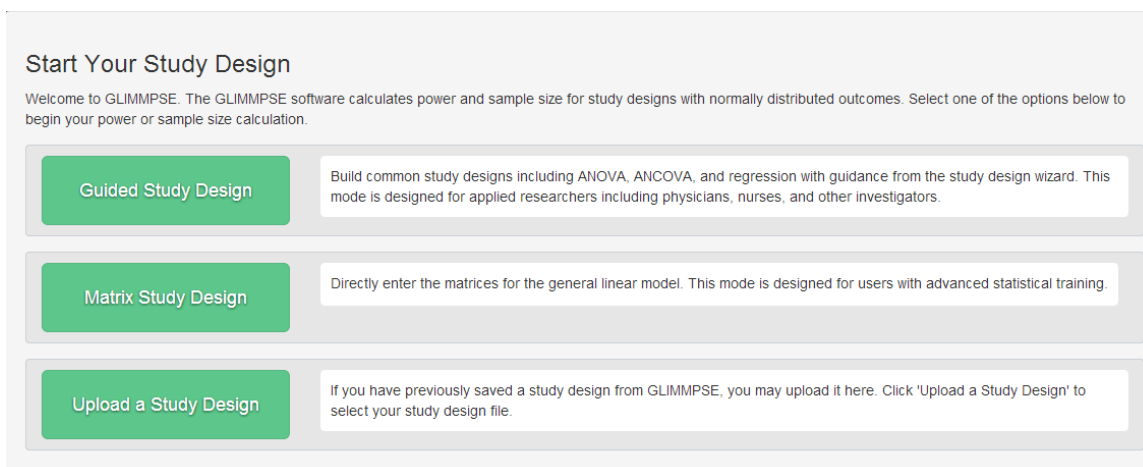 Start Your Study Design
Welcome to GLIMMPSE. The GLIMMPSE software calculates power and sample size for study designs with normally distributed outcomes. Select one of the options below to
begin your power or sample size calculation.
Guided Study Design
Build common study designs including ANOVA, ANCOVA, and regression with guidance from the study design wizard. This
mode is designed for applied researchers including physicians, nurses, and other investigators.
Matrix Study Design
Directly enter the matrices for the general linear model. This mode is designed for users with advanced statistical training.
Upload a Study Design
If you have previously saved a study design from GLIMMPSE, you may upload it here. Click 'Upload a Study Design' to
select your study design file.